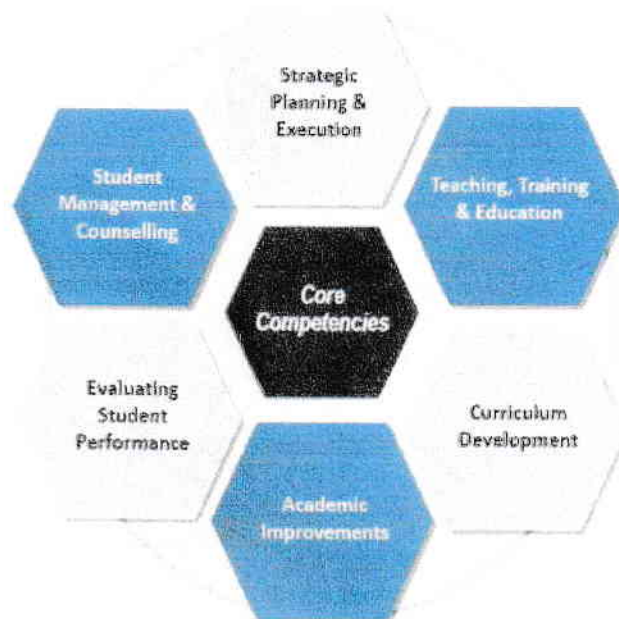 Strategic
Planning &
Execution
Student
Management &
Counselling
Teaching, Training
& Education
Core
Competencies
Evaluating
Student
Performance
Curriculum
Development
Academic
Improvements